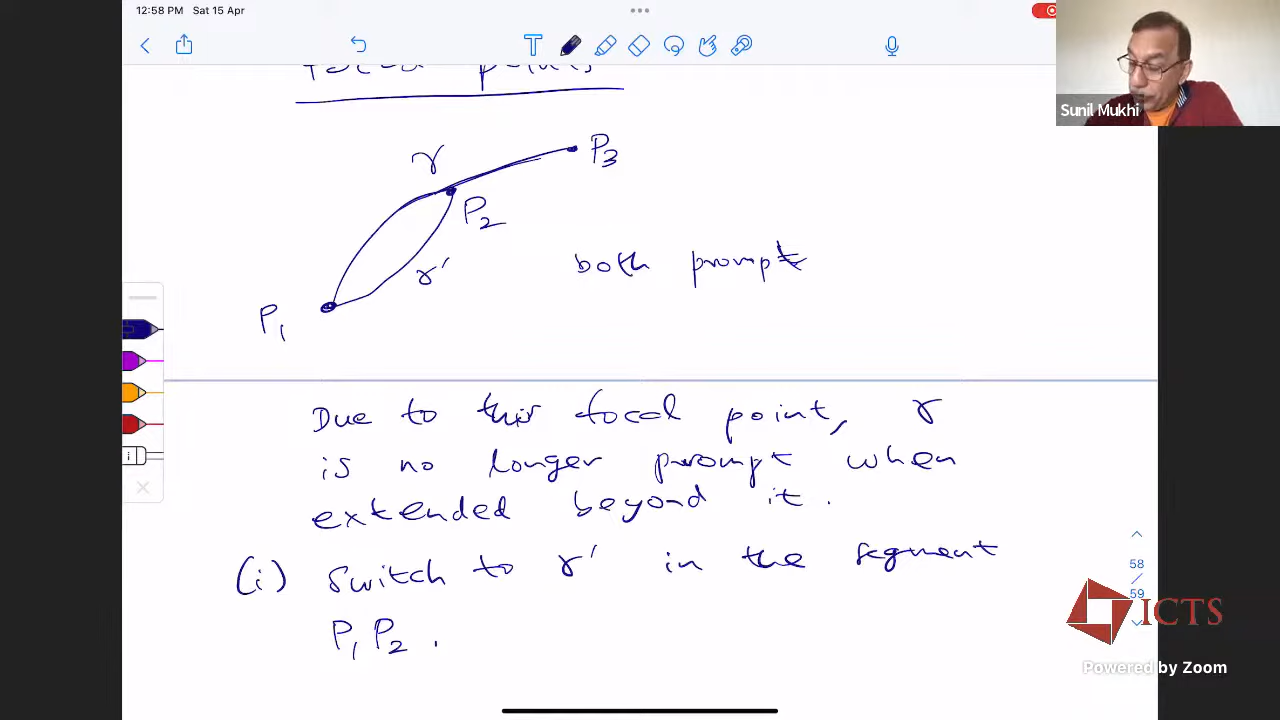 12:58 PM Sat 15 Apr
T
focal points
γ
P3
P2
γ'
both prompt
P1
Due to this focal point, γ
is no longer prompt when
extended beyond it.
(i) Switch to γ' in the segment
P1 P2 .
Sunil Mukhi
58
/
59
ICTS
Powered by Zoom